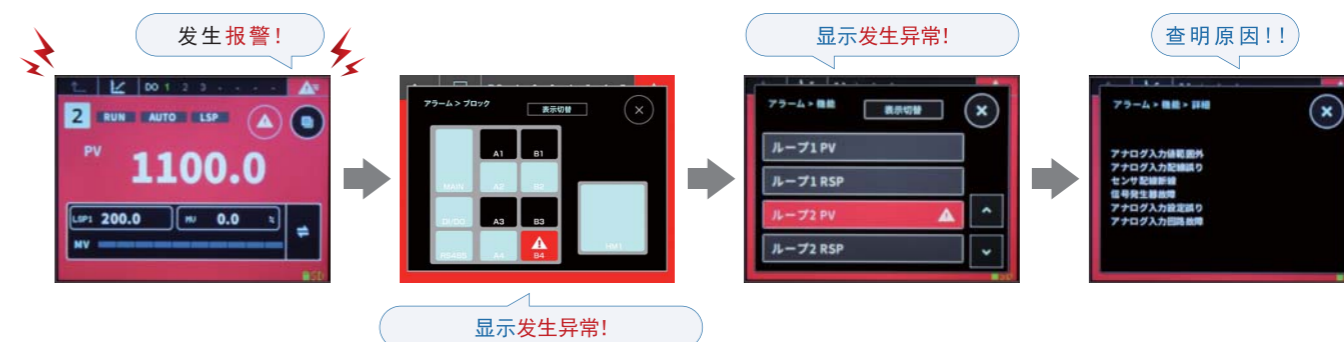 发生报警!
DO 1 2 3 - - - -
2 RUN AUTO LSP
PV
1100.0
LSP1 200.0 MV 0.0 %
MV
SD
アラーム > ブロック
表示切替
A1 B1
MAIN A2 B2
DI/DO A3 B3
RS485 A4 B4
显示发生异常!
显示发生异常!
アラーム > 機能
表示切替
ループ1 PV
ループ1 RSP
ループ2 PV
ループ2 RSP
查明原因!!
アラーム > 機能 > 詳細
アナログ入力値範囲外
アナログ入力配線誤り
センサ配線断線
信号発生器故障
アナログ入力設定誤り
アナログ入力回路故障